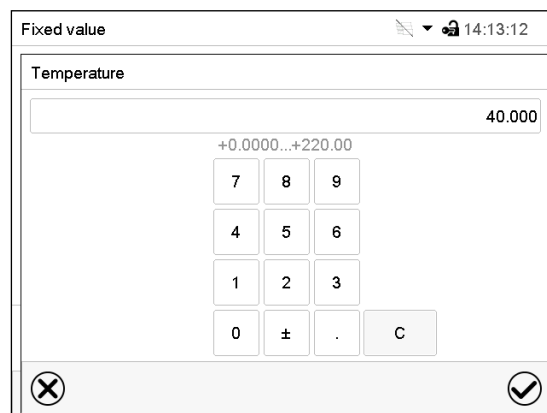 Fixed value 14:13:12
Temperature
40.000
+0.0000...+220.00
7 8 9
4 5 6
1 2 3
0 ± . C